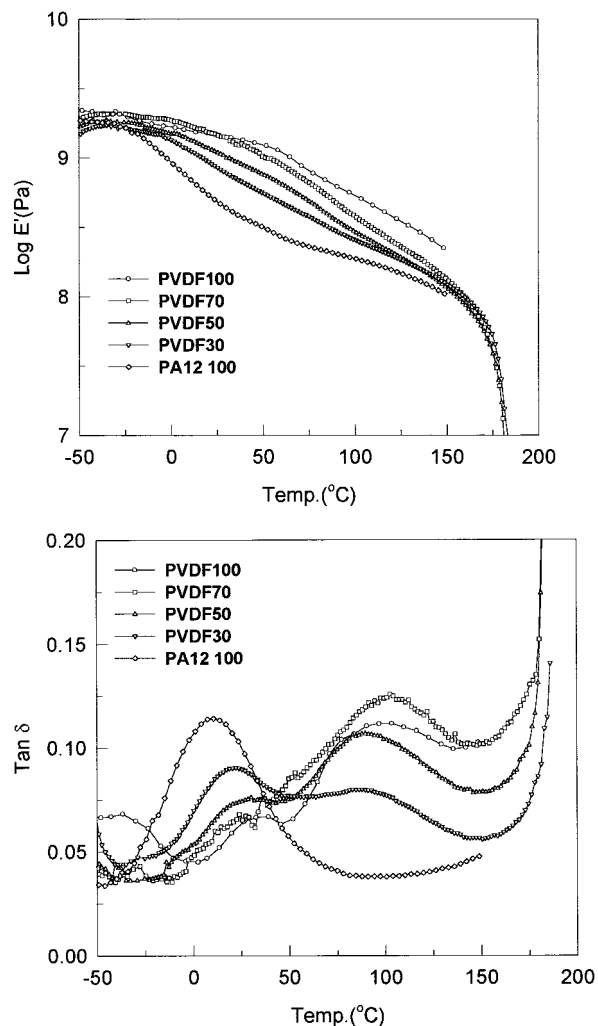 10
9
8
7
Log E'(Pa)
PVDF100
PVDF70
PVDF50
PVDF30
PA12 100
-50 0 50 100 150 200
Temp.(°C)
0.20
0.15
0.10
0.05
0.00
Tan δ
PVDF100
PVDF70
PVDF50
PVDF30
PA12 100
-50 0 50 100 150 200
Temp.(°C)